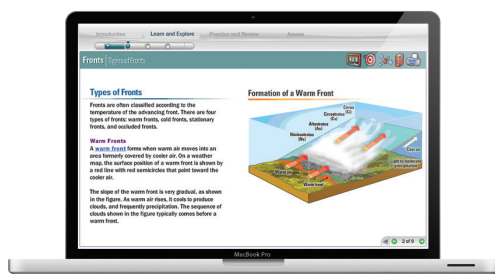 Introduction
Learn and Explore
Practice and Review
Assess
Fronts | Types of Fronts
Types of Fronts
Fronts are often classified according to the
temperature of the advancing front. There are four
types of fronts: warm fronts, cold fronts, stationary
fronts, and occluded fronts.
Warm Fronts
A warm front forms when warm air moves into an
area formerly covered by cooler air. On a weather
map, the surface position of a warm front is shown by
a red line with red semicircles that point toward the
cooler air.
The slope of the warm front is very gradual, as shown
in the figure. As warm air rises, it cools to produce
clouds, and frequently precipitation. The sequence of
clouds shown in the figure typically comes before a
warm front.
Formation of a Warm Front
Cirrus
(Ci)
Cirrostratus
(Cs)
Altostratus
(As)
Nimbostratus
(Ns)
Cool air
Warm air
Light to moderate
precipitation
Warm front
2 of 9
MacBook Pro